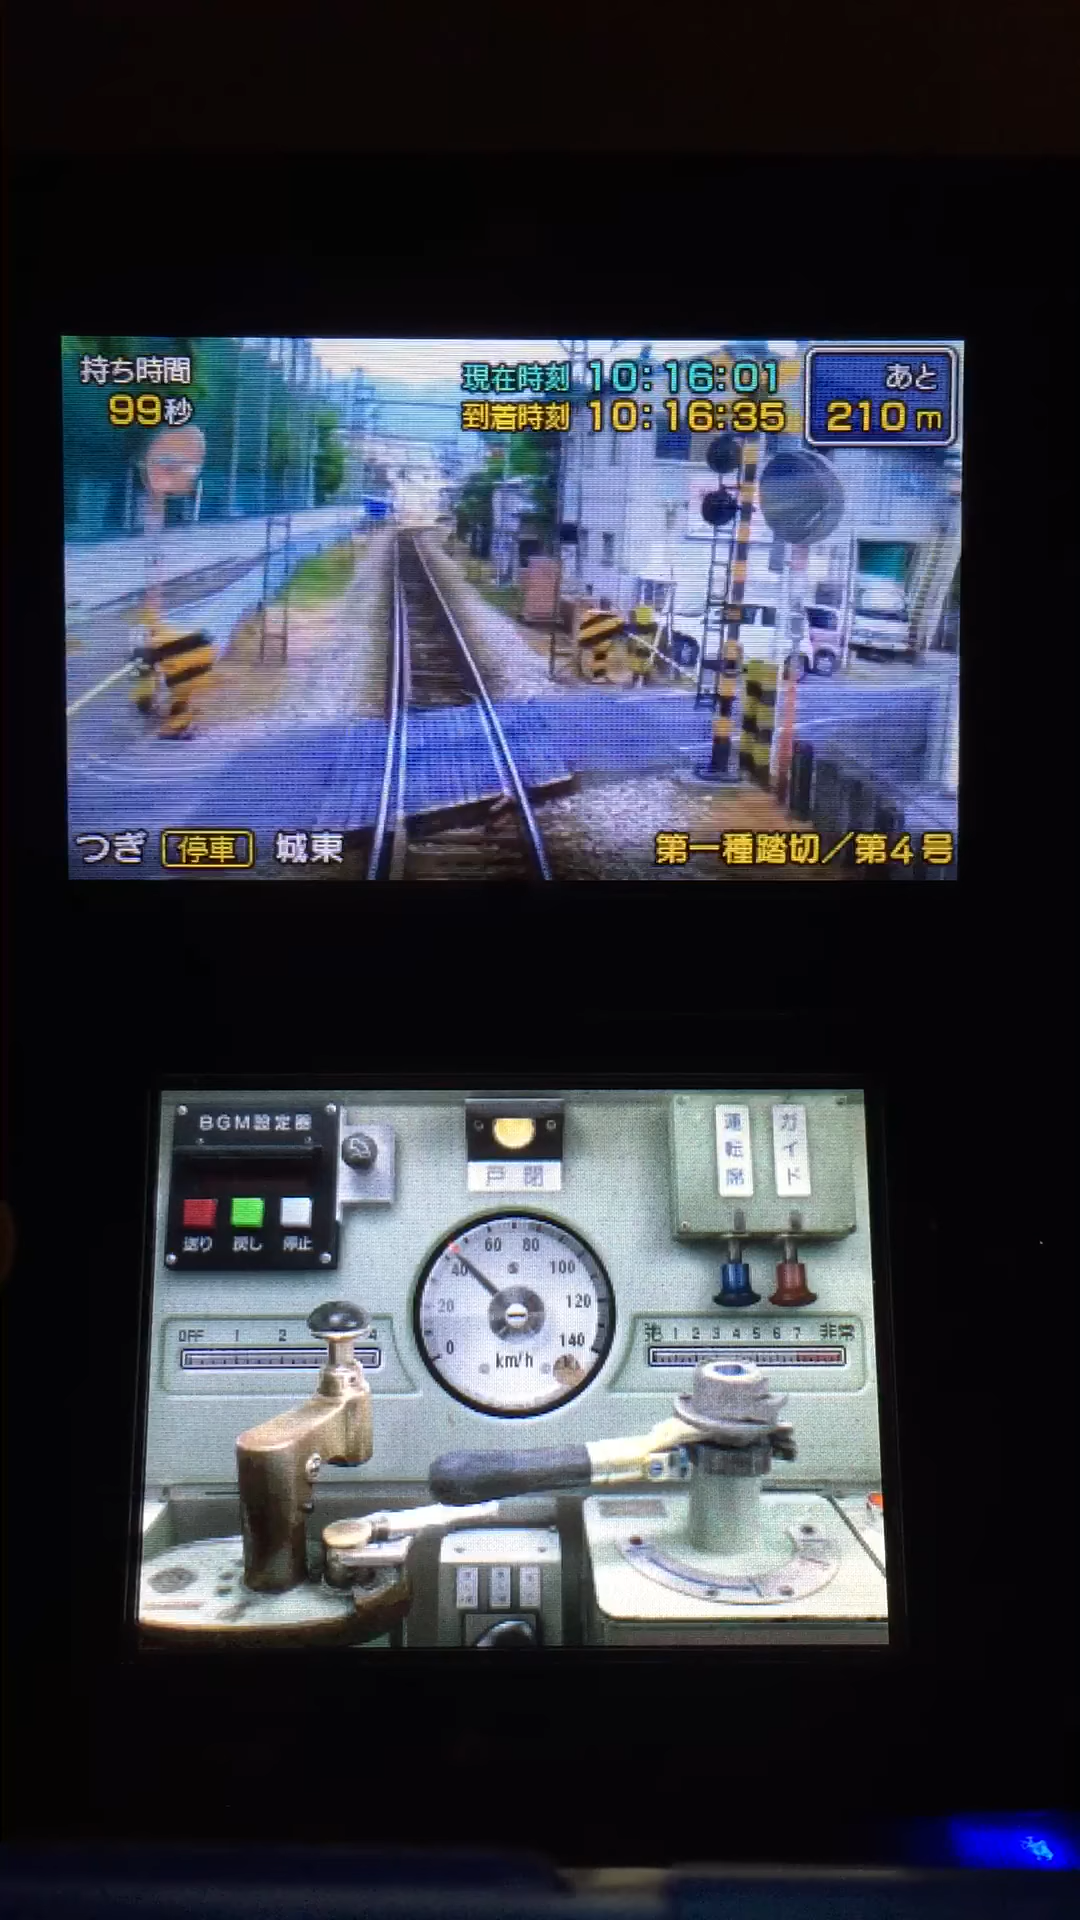 持ち時間
99秒
現在時刻 10:16:01
到着時刻 10:16:35
あと
210m
つぎ 停車 城東
第一種踏切／第4号
BGM設定器
送り 戻し 停止
戸閉
運転席
ガイド
0 20 40 60 80 100 120 140
km/h
OFF 1 2 4
1 2 3 4 5 6 7 非常